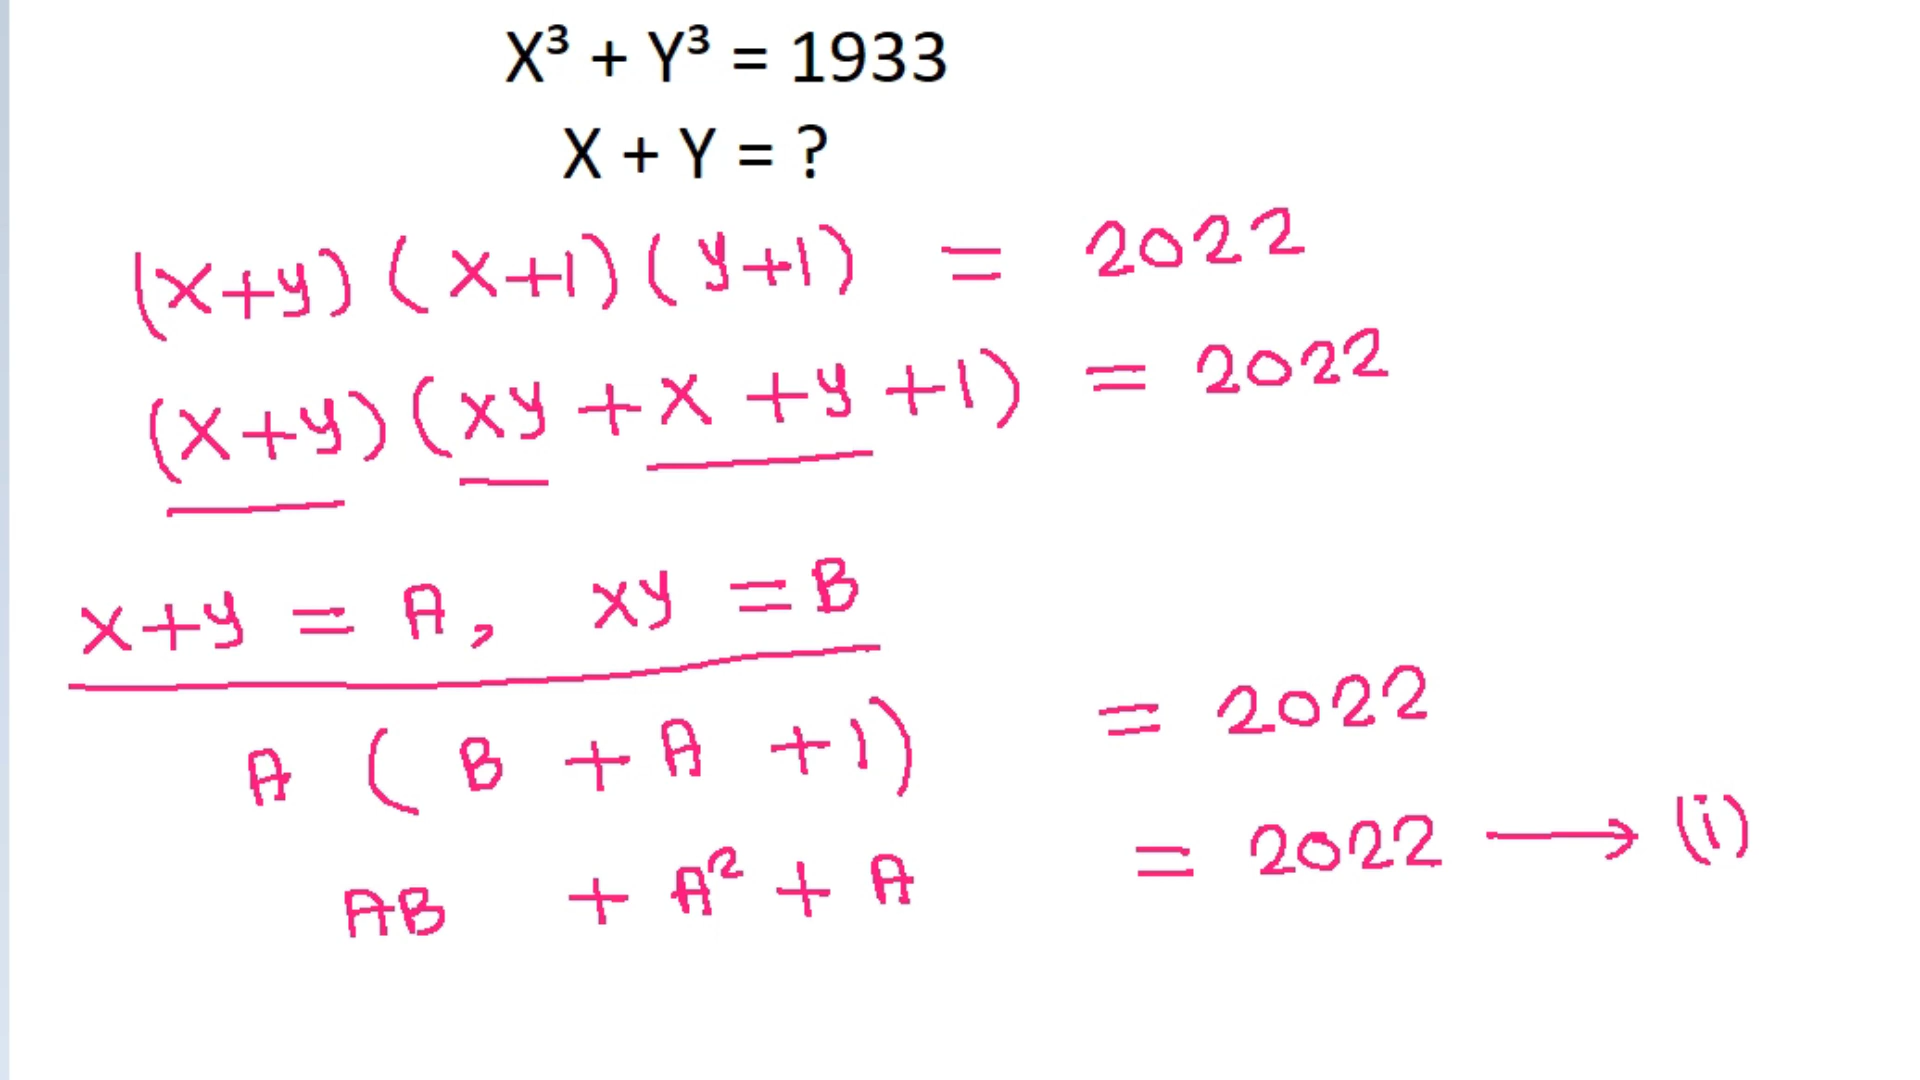 X³ + Y³ = 1933
X + Y = ?
(x+y) (x+1) (y+1) = 2022
(x+y) (xy + x + y + 1) = 2022
x+y = A, xy = B
A ( B + A + 1) = 2022
AB + A² + A = 2022 ⟶ (i)